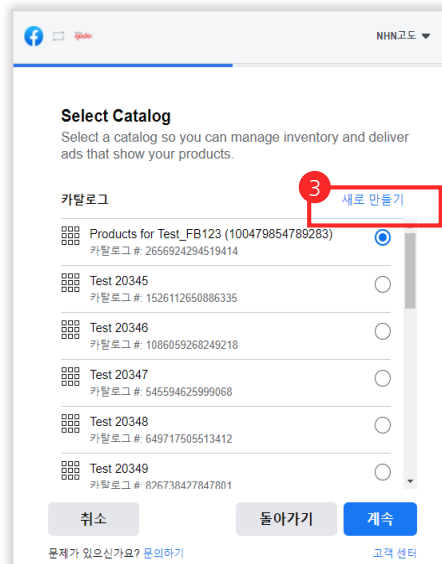 godo:
NHN고도
Select Catalog
Select a catalog so you can manage inventory and deliver
ads that show your products.
3
카탈로그
새로 만들기
Products for Test_FB123 (100479854789283)
카탈로그 #: 2656924294519414
Test 20345
카탈로그 #: 1526112650886335
Test 20346
카탈로그 #: 1086059268249218
Test 20347
카탈로그 #: 545594625999068
Test 20348
카탈로그 #: 649717505513412
Test 20349
카탈로그 #: 826738427847801
취소
돌아가기
계속
문제가 있으신가요? 문의하기
고객 센터